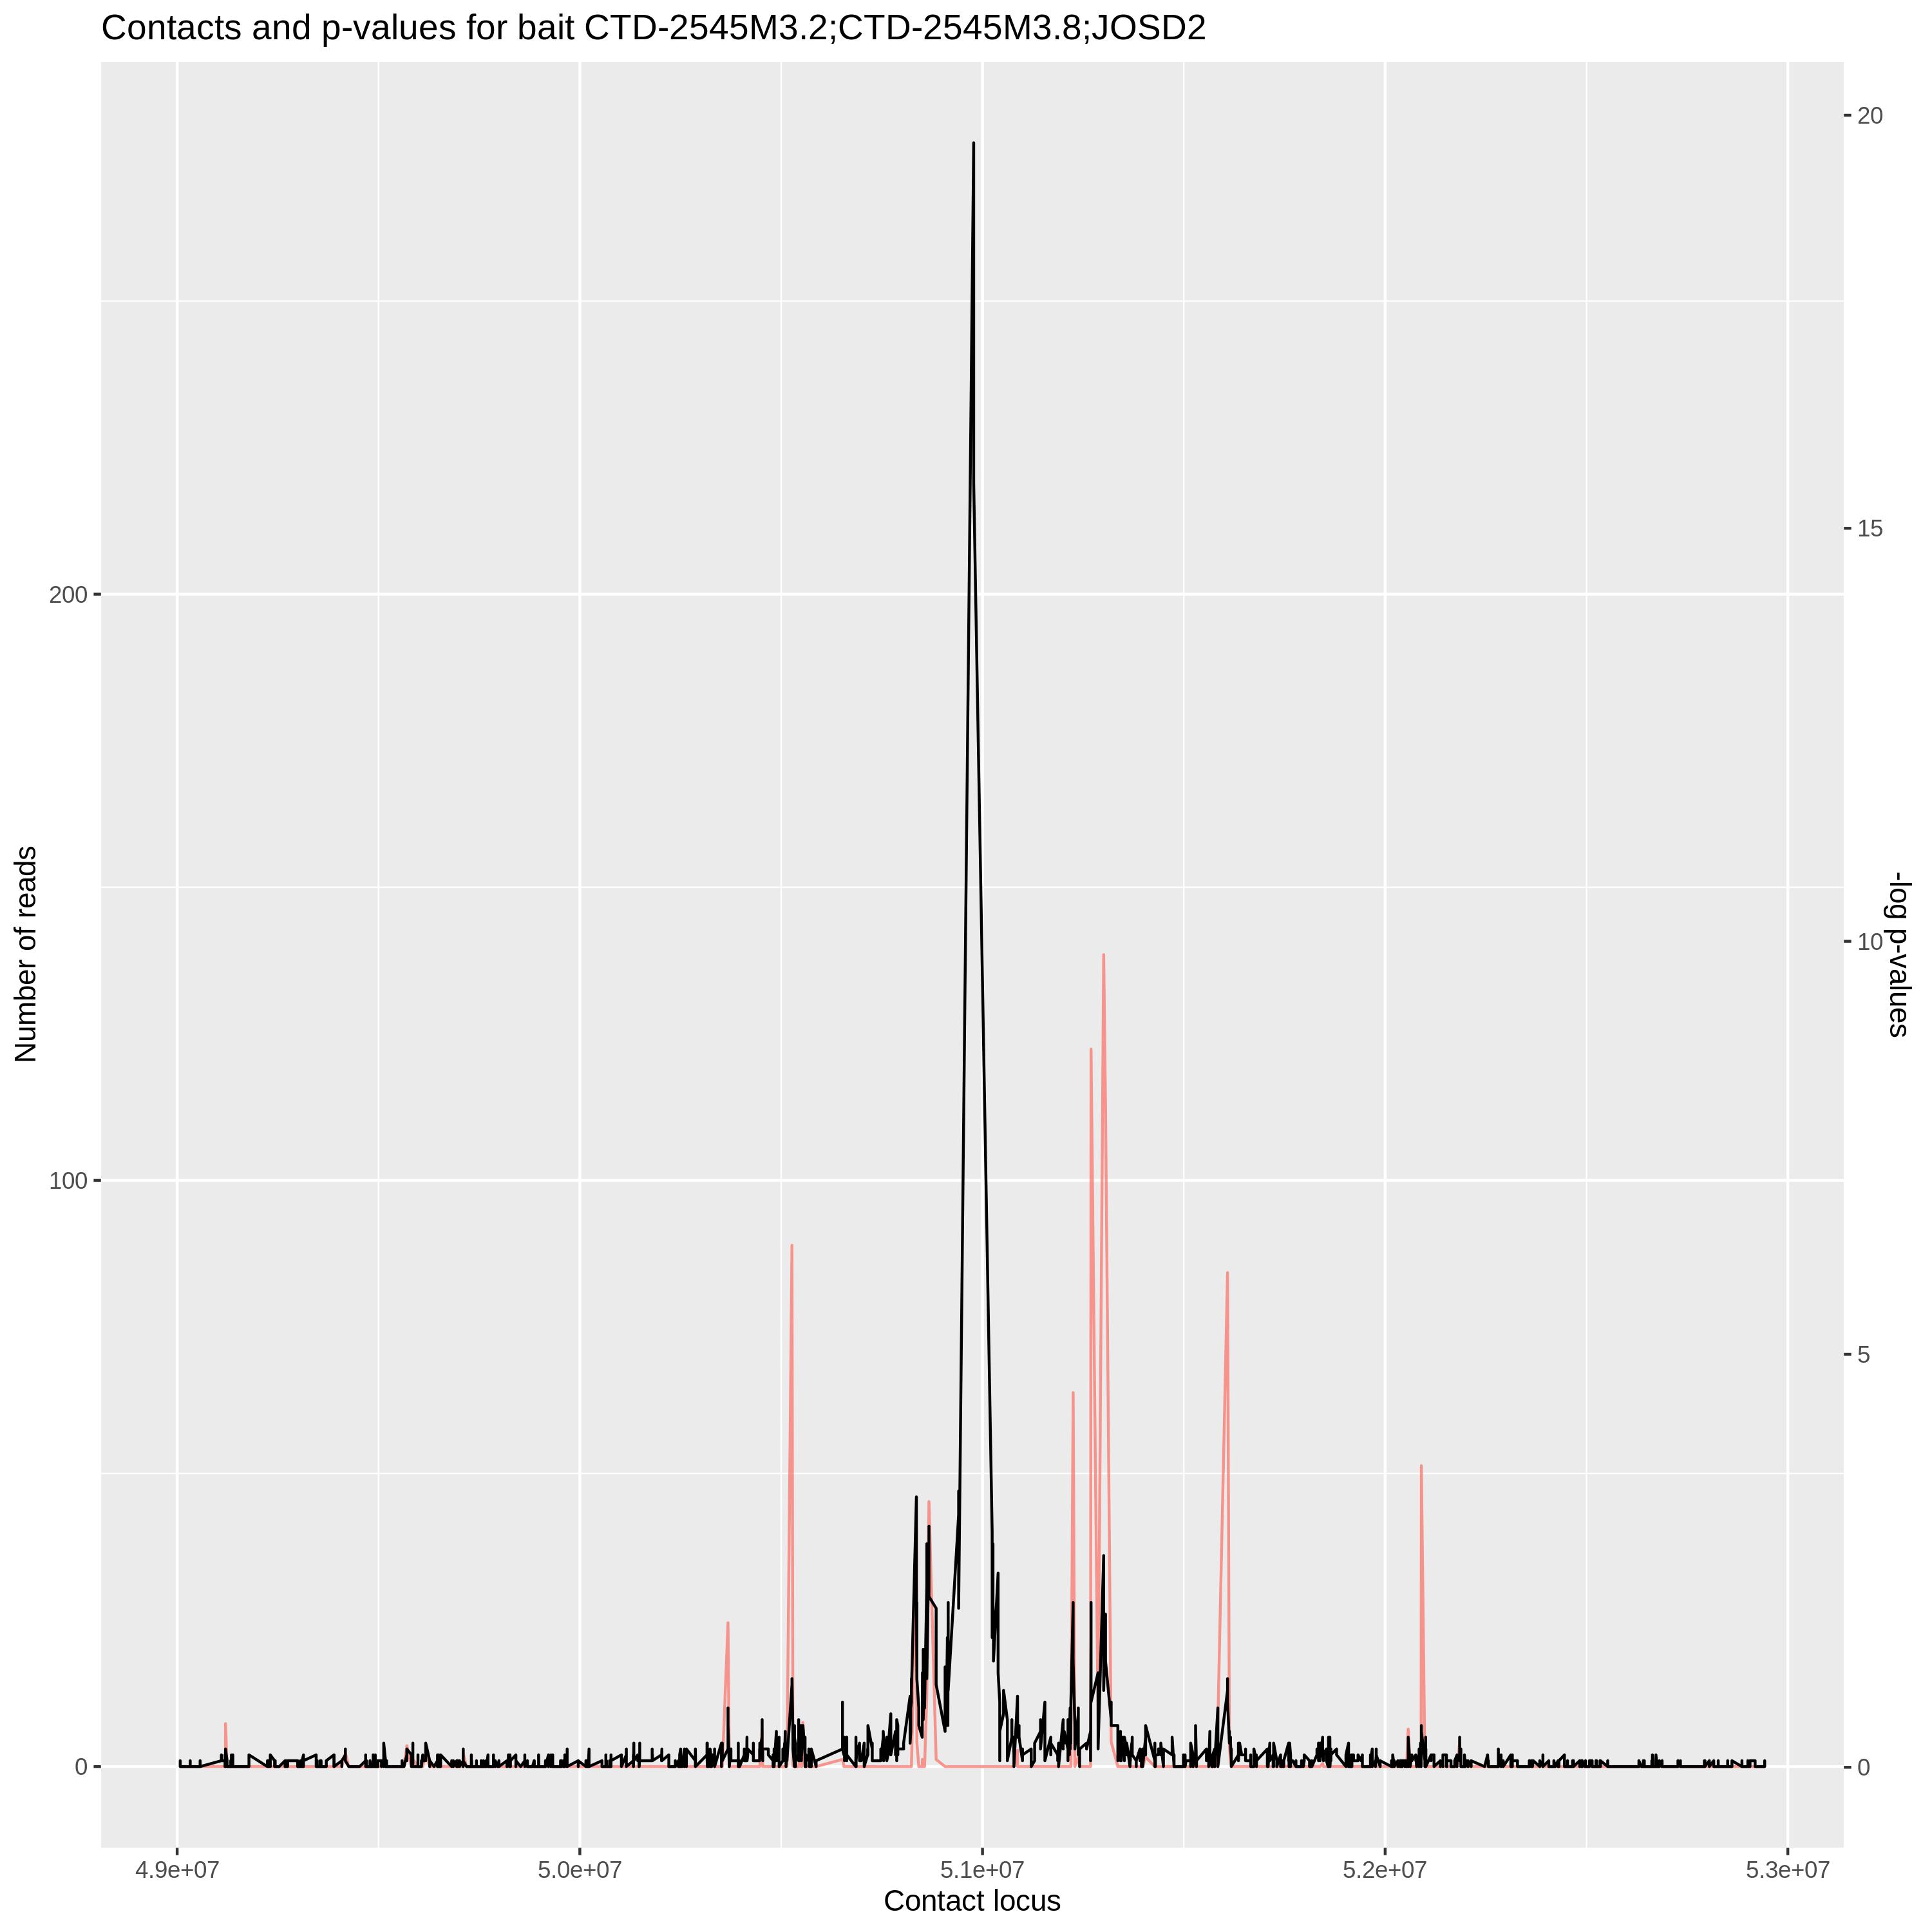 Contacts and p-values for bait CTD-2545M3.2;CTD-2545M3.8;JOSD2
Number of reads
200
100
0
20
15
10
5
0
-log p-values
4.9e+07 5.0e+07 5.1e+07 5.2e+07 5.3e+07
Contact locus